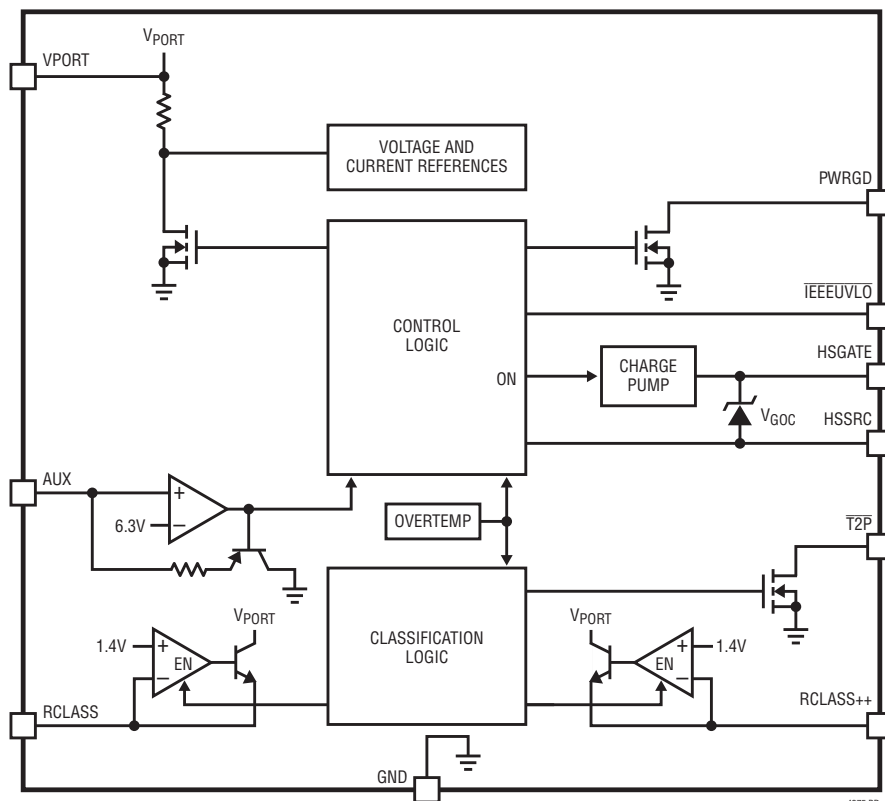 VPORT
VPORT
VOLTAGE AND
CURRENT REFERENCES
PWRGD
IEEEUVLO
CONTROL
LOGIC
ON
CHARGE
PUMP
HSGATE
VGOC
HSSRC
AUX
+
6.3V
–
OVERTEMP
T2P
VPORT
1.4V
+
EN
–
CLASSIFICATION
LOGIC
VPORT
+
1.4V
EN
–
RCLASS
RCLASS++
GND